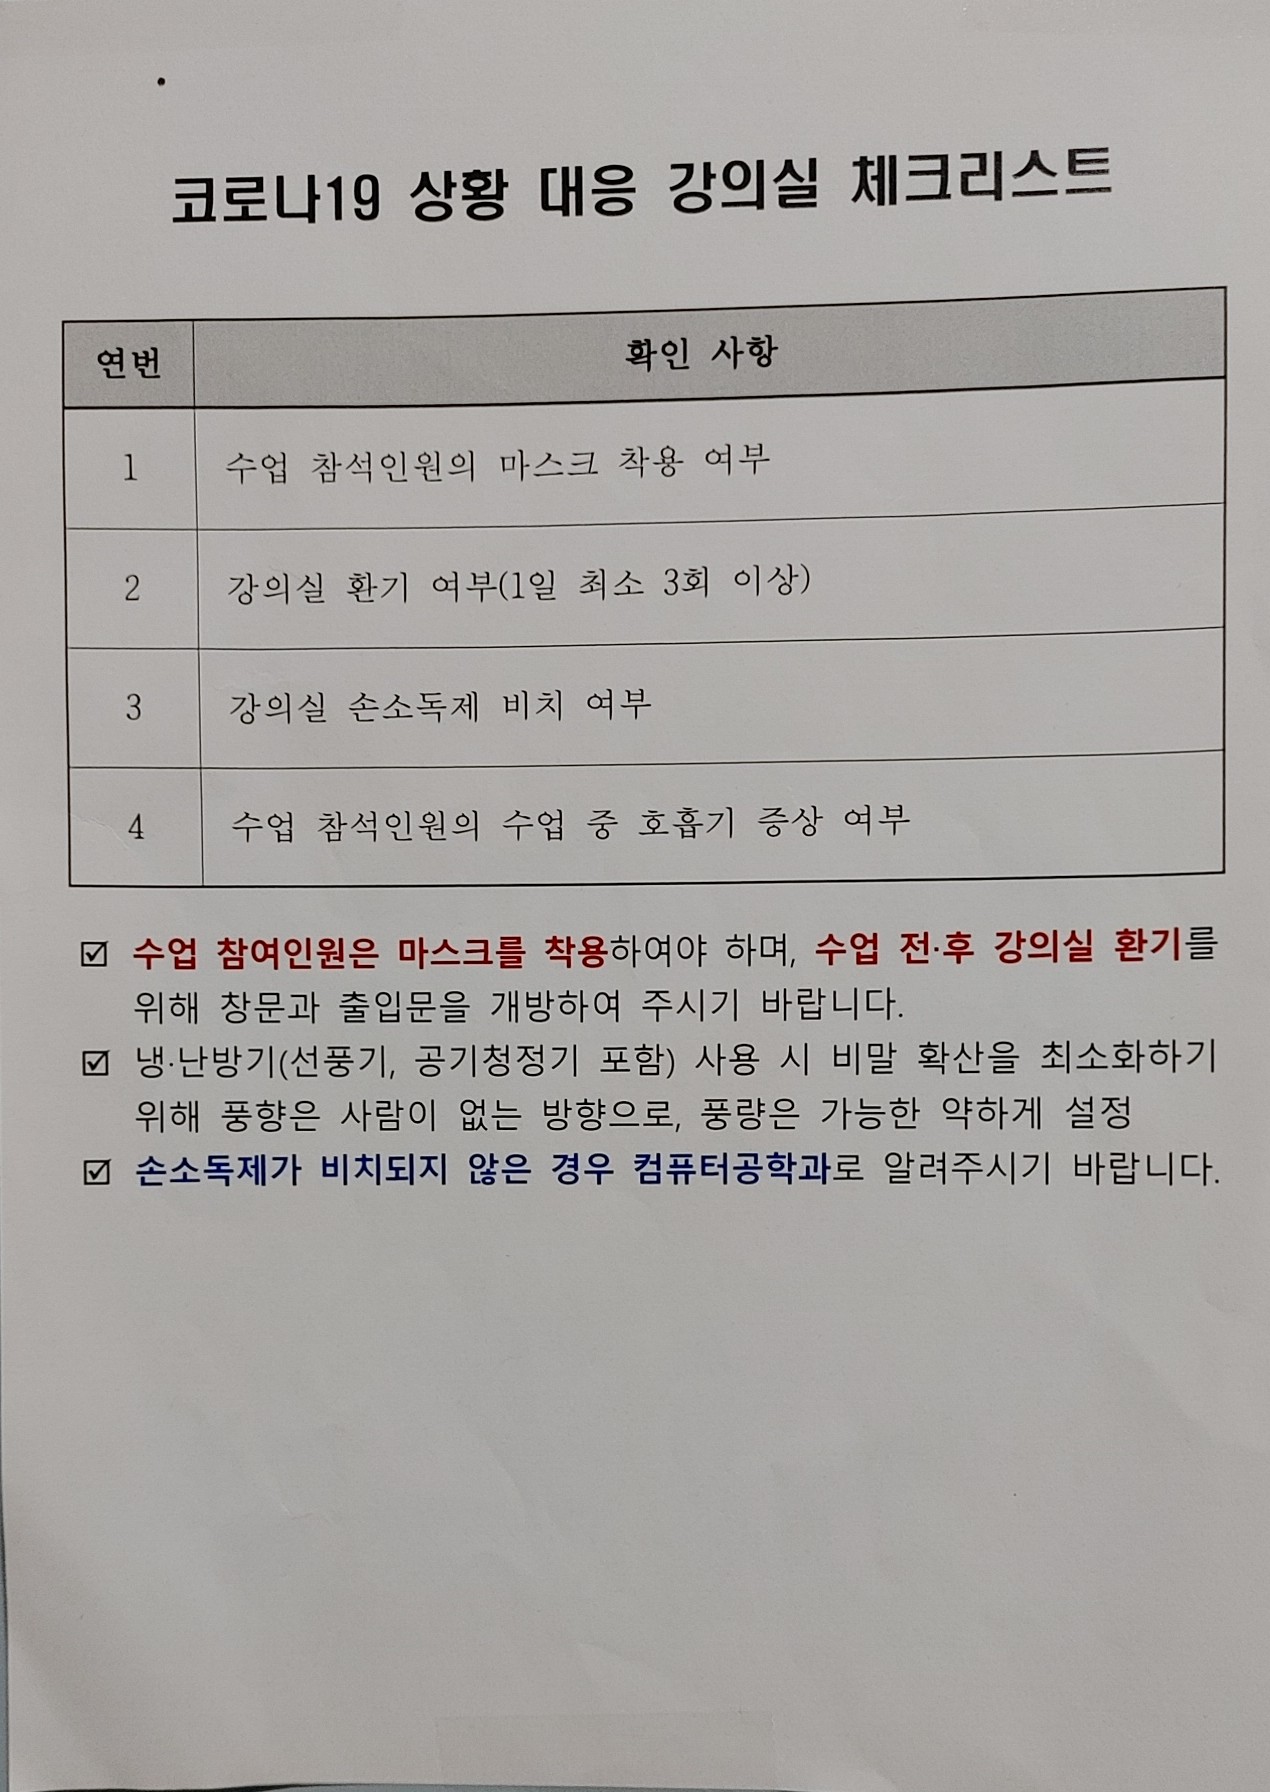 코로나19 상황 대응 강의실 체크리스트
연번 확인 사항
1 수업 참석인원의 마스크 착용 여부
2 강의실 환기 여부(1일 최소 3회 이상)
3 강의실 손소독제 비치 여부
4 수업 참석인원의 수업 중 호흡기 증상 여부
☑ 수업 참여인원은 마스크를 착용하여야 하며, 수업 전·후 강의실 환기를
위해 창문과 출입문을 개방하여 주시기 바랍니다.
☑ 냉·난방기(선풍기, 공기청정기 포함) 사용 시 비말 확산을 최소화하기
위해 풍향은 사람이 없는 방향으로, 풍량은 가능한 약하게 설정
☑ 손소독제가 비치되지 않은 경우 컴퓨터공학과로 알려주시기 바랍니다.